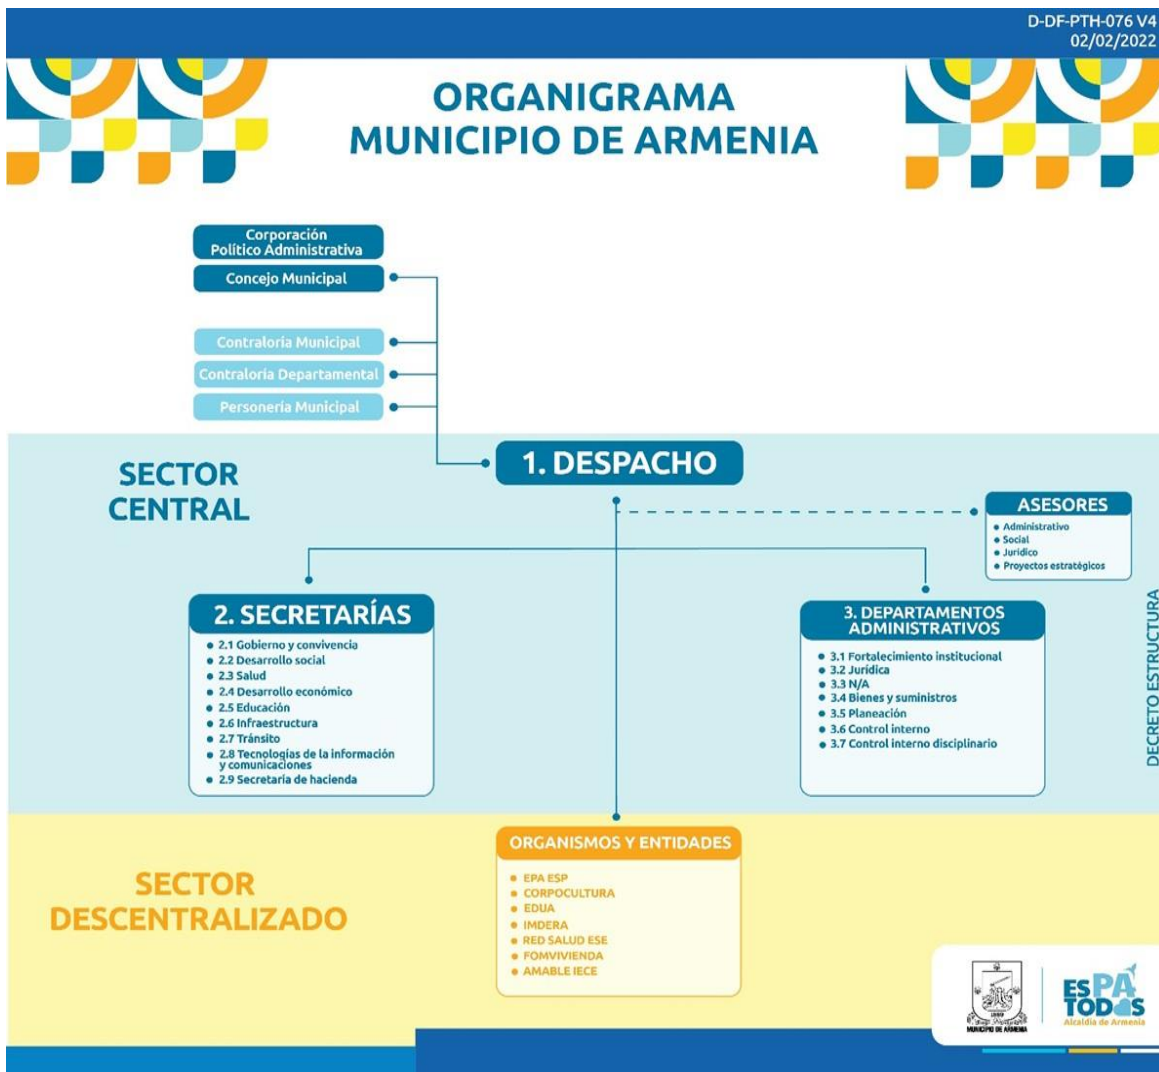 D-DF-PTH-076 V4
02/02/2022
ORGANIGRAMA
MUNICIPIO DE ARMENIA
Corporación
Político Administrativa
Concejo Municipal
Contraloría Municipal
Contraloría Departamental
Personería Municipal
SECTOR
CENTRAL
1. DESPACHO
ASESORES
Administrativo
Social
Jurídico
Proyectos estratégicos
2. SECRETARÍAS
2.1 Gobierno y convivencia
2.2 Desarrollo social
2.3 Salud
2.4 Desarrollo económico
2.5 Educación
2.6 Infraestructura
2.7 Tránsito
2.8 Tecnologías de la información
y comunicaciones
2.9 Secretaría de hacienda
3. DEPARTAMENTOS
ADMINISTRATIVOS
3.1 Fortalecimiento institucional
3.2 Jurídica
3.3 N/A
3.4 Bienes y suministros
3.5 Planeación
3.6 Control interno
3.7 Control interno disciplinario
DECRETO ESTRUCTURA
SECTOR
DESCENTRALIZADO
ORGANISMOS Y ENTIDADES
EPA ESP
CORPOCULTURA
EDUA
IMDERA
RED SALUD ESE
FOMVIVIENDA
AMABLE IECE
MUNICIPIO DE ARMENIA
ES PA
TODOS
Alcaldía de Armenia